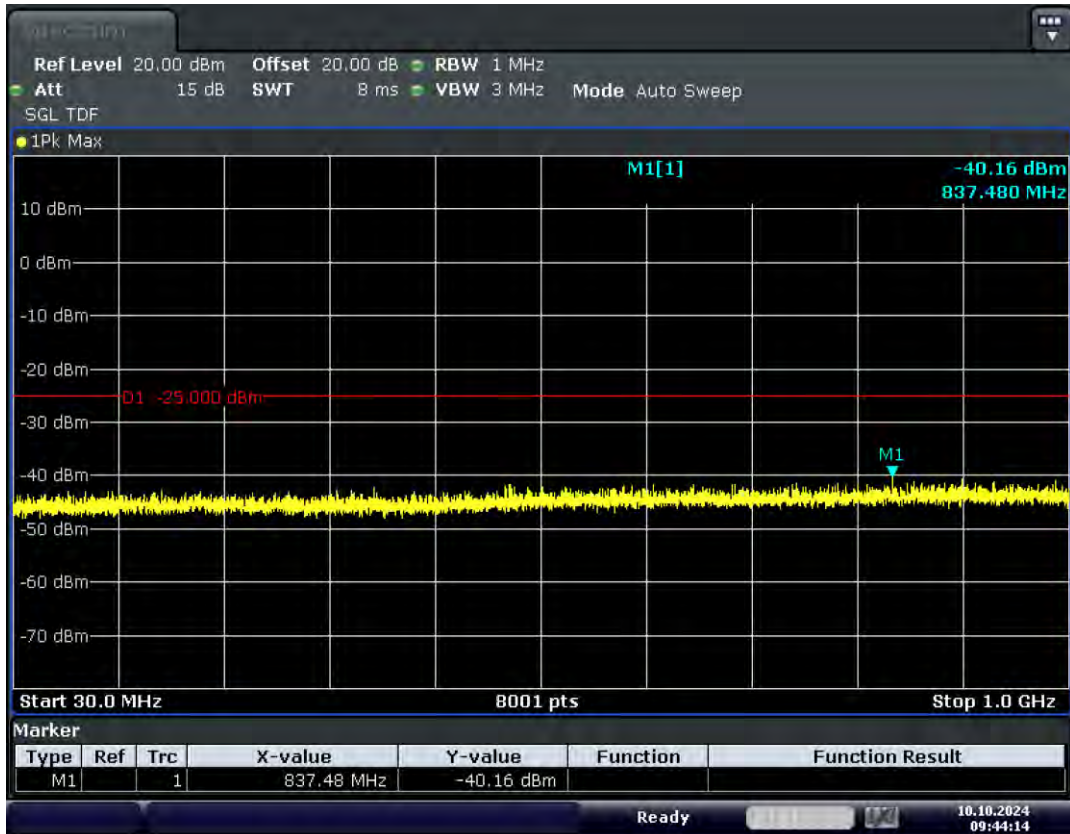 Spectrum
Ref Level 20.00 dBm Offset 20.00 dB RBW 1 MHz
Att 15 dB SWT 8 ms VBW 3 MHz Mode Auto Sweep
SGL TDF
1Pk Max
M1[1] -40.16 dBm
837.480 MHz
10 dBm
0 dBm
-10 dBm
-20 dBm
D1 -25.000 dBm
-30 dBm
M1
-40 dBm
-50 dBm
-60 dBm
-70 dBm
Start 30.0 MHz 8001 pts Stop 1.0 GHz
Marker
Type Ref Trc X-value Y-value Function Function Result
M1 1 837.48 MHz -40.16 dBm
Ready 10.10.2024
09:44:14